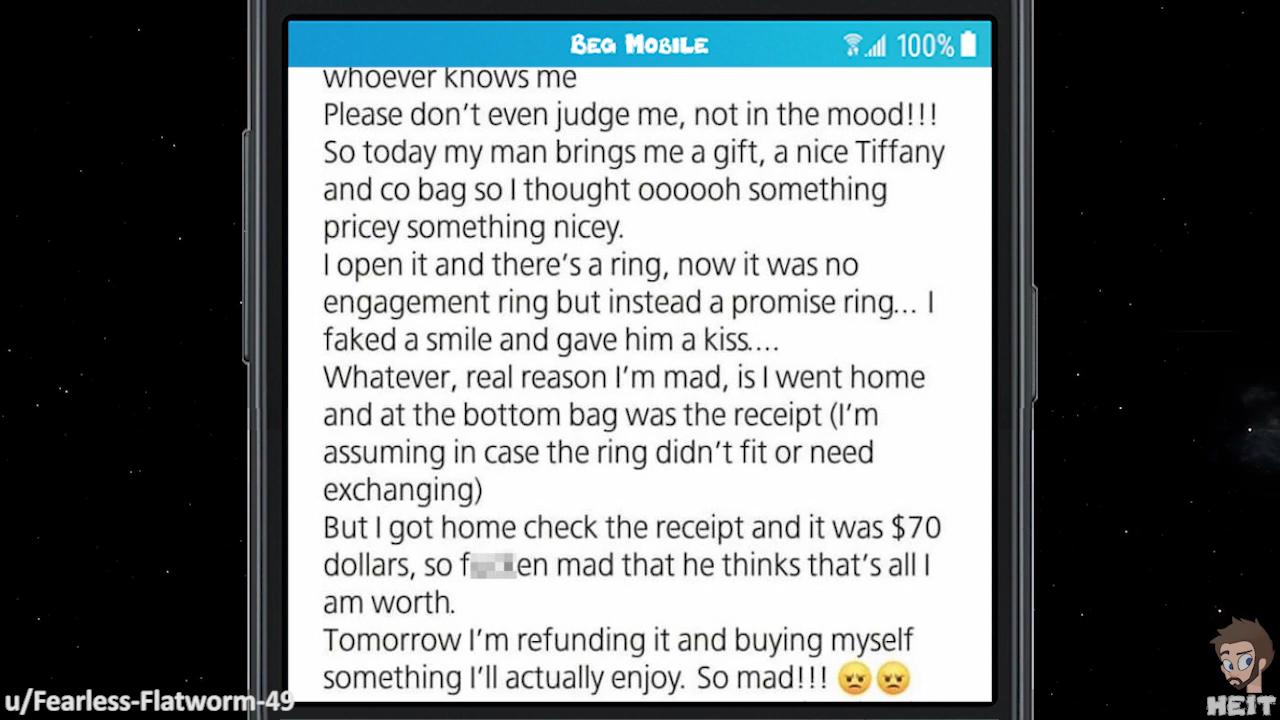 BEG MOBILE
100%
whoever knows me
Please don't even judge me, not in the mood!!!
So today my man brings me a gift, a nice Tiffany
and co bag so I thought oooooh something
pricey something nicey.
I open it and there's a ring, now it was no
engagement ring but instead a promise ring... I
faked a smile and gave him a kiss....
Whatever, real reason I'm mad, is I went home
and at the bottom bag was the receipt (I'm
assuming in case the ring didn't fit or need
exchanging)
But I got home check the receipt and it was $70
dollars, so f en mad that he thinks that's all I
am worth.
Tomorrow I'm refunding it and buying myself
something I'll actually enjoy. So mad!!! 😠😠
u/Fearless-Flatworm-49
HEIT